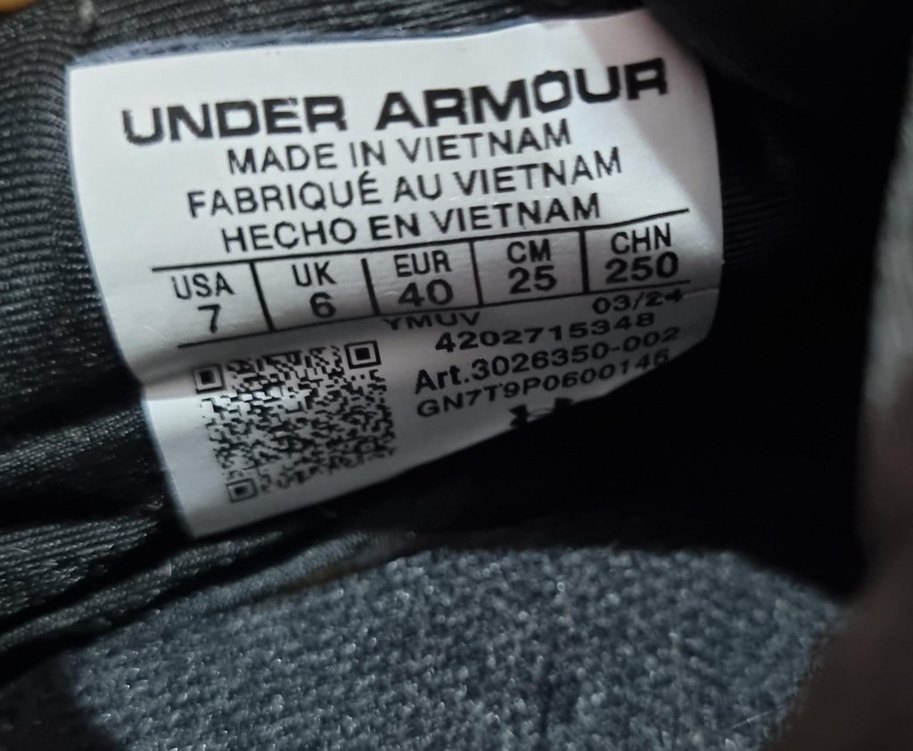 UNDER ARMOUR
MADE IN VIETNAM
FABRIQUÉ AU VIETNAM
HECHO EN VIETNAM
USA UK EUR CM CHN
7 6 40 25 250
YMUV 03/24
4202715348
Art.3026350-002
GN7T9P0600146